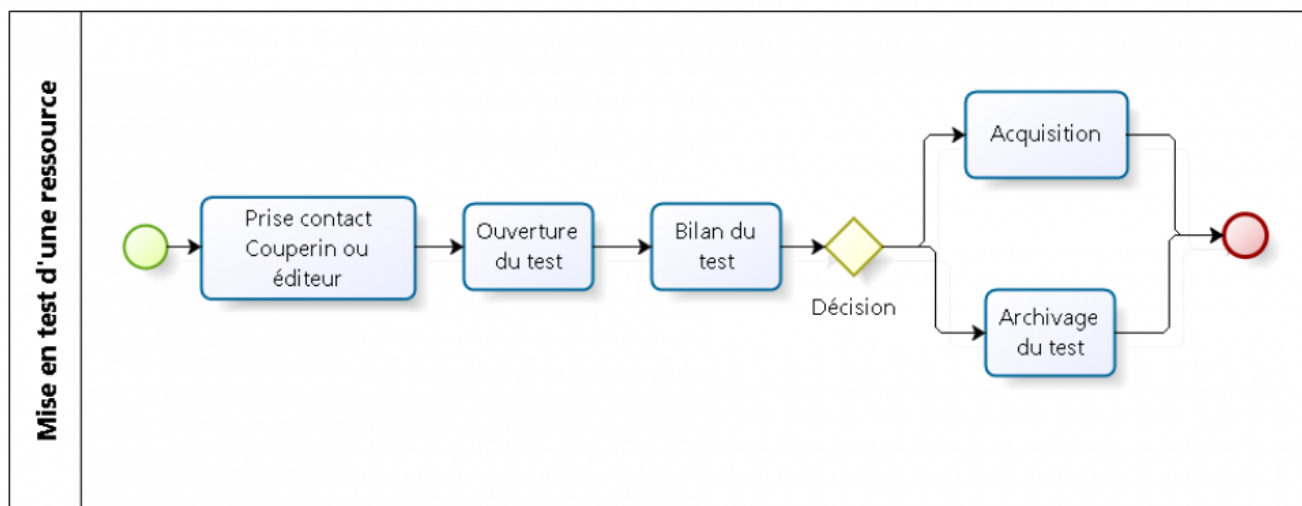 Mise en test d'une ressource
Prise contact
Couperin ou
éditeur
Ouverture
du test
Bilan du
test
Décision
Acquisition
Archivage
du test